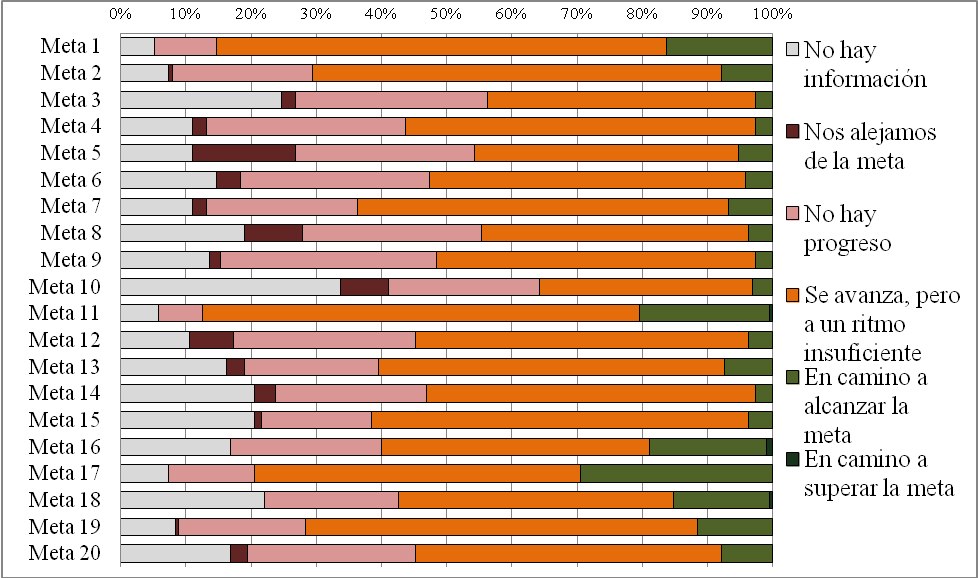 0% 10% 20% 30% 40% 50% 60% 70% 80% 90% 100%
Meta 1
Meta 2
Meta 3
Meta 4
Meta 5
Meta 6
Meta 7
Meta 8
Meta 9
Meta 10
Meta 11
Meta 12
Meta 13
Meta 14
Meta 15
Meta 16
Meta 17
Meta 18
Meta 19
Meta 20
No hay
información
Nos alejamos
de la meta
No hay
progreso
Se avanza, pero
a un ritmo
insuficiente
En camino a
alcanzar la
meta
En camino a
superar la meta